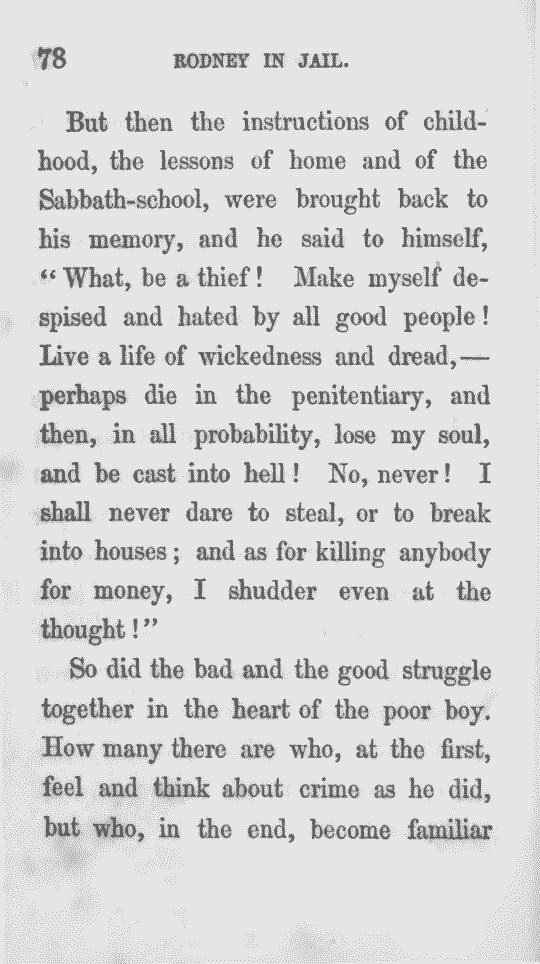 78 RODNEY IN JAIL.
But then the instructions of child-
hood, the lessons of home and of the
Sabbath-school, were brought back to
his memory, and he said to himself,
“What, be a thief! Make myself de-
spised and hated by all good people!
Live a life of wickedness and dread,—
perhaps die in the penitentiary, and
then, in all probability, lose my soul,
and be cast into hell! No, never! I
shall never dare to steal, or to break
into houses; and as for killing anybody
for money, I shudder even at the
thought!”
So did the bad and the good struggle
together in the heart of the poor boy.
How many there are who, at the first,
feel and think about crime as he did,
but who, in the end, become familiar